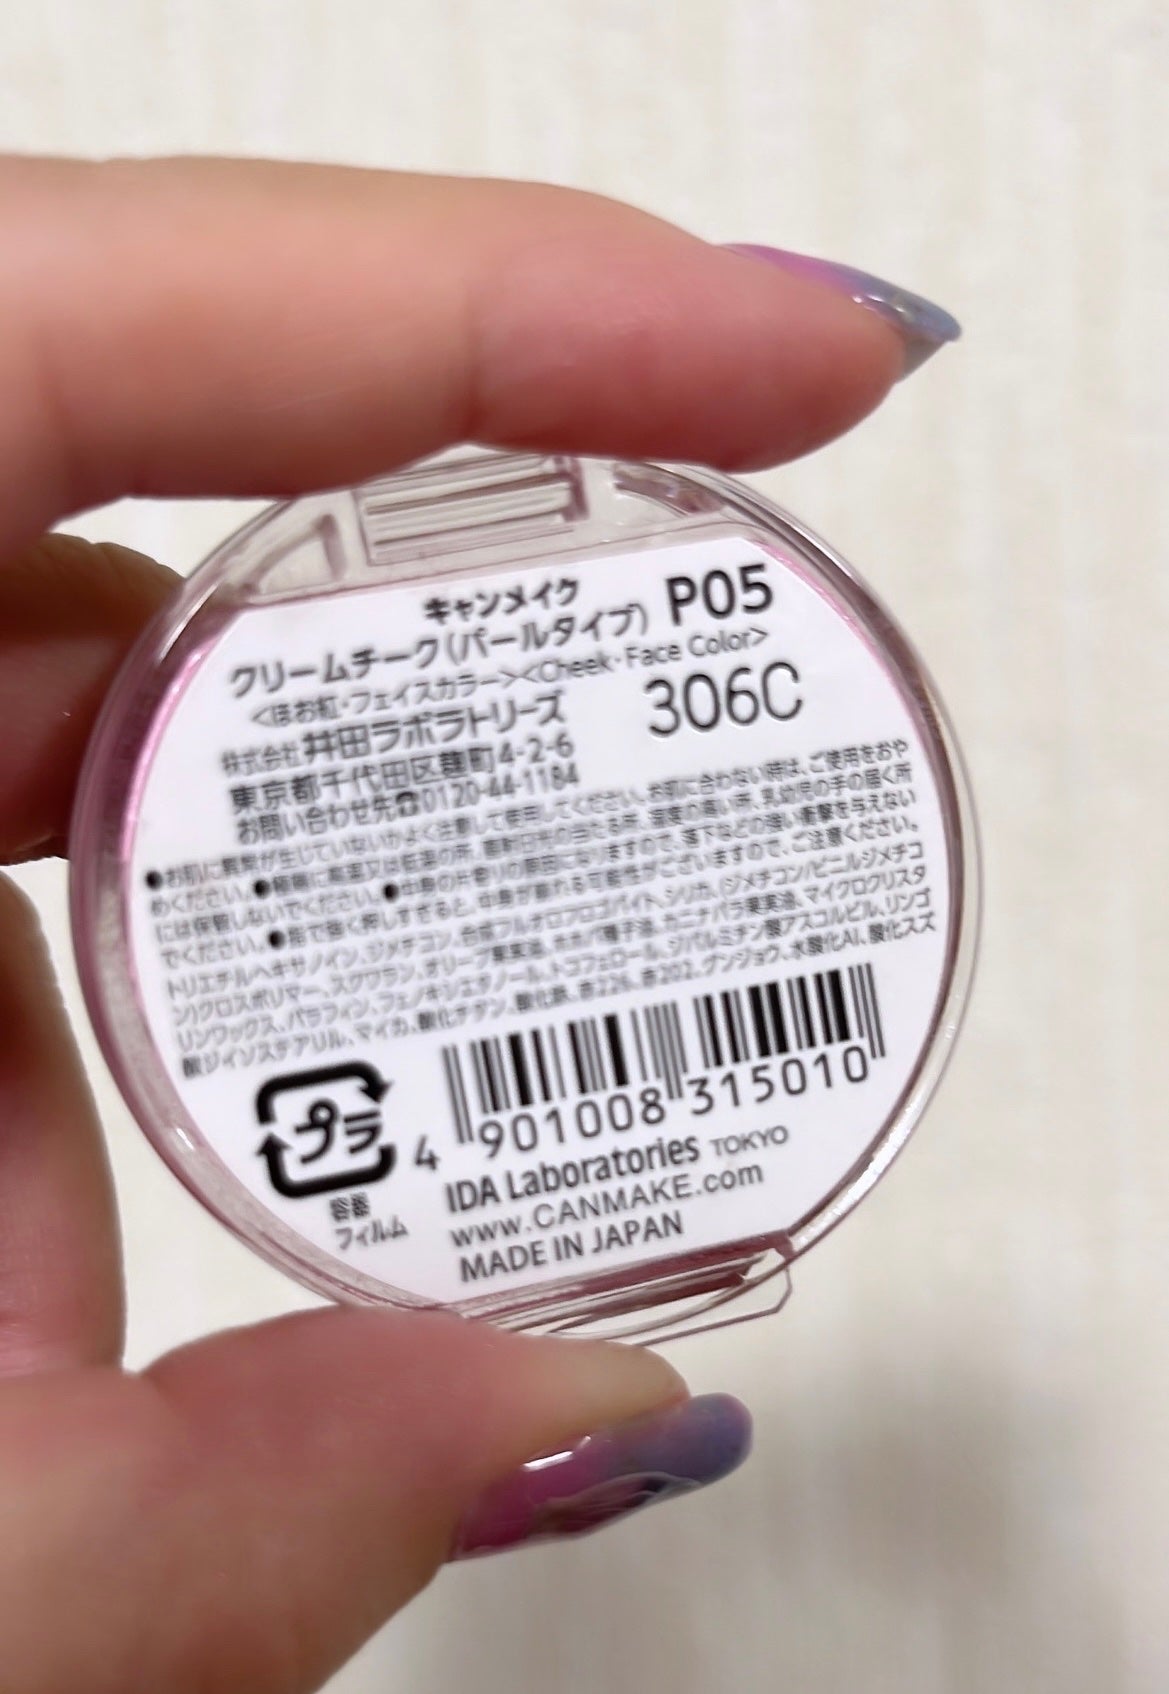 キャンメイク
クリームチーク(パールタイプ) P05
<ほお紅・フェイスカラー><Cheek・Face Color>
306C
株式会社井田ラボラトリーズ
東京都千代田区麹町4-2-6
お問い合わせ先☎0120-44-1184
●お肌に異常が生じていないかよく注意して使用してください。お肌に合わない時は、ご使用をおや
めください。●極端に高温又は低温の所、直射日光の当たる所、湿度の高い所、乳幼児の手の届く所
には保管しないでください。●中身の片寄りの原因になりますので、落下などの強い衝撃を与えない
でください。●指で強く押しすぎると、中身が崩れる可能性がございますので、ご注意ください。
トリエチルヘキサノイン、ジメチコン、合成フルオロフロゴパイト、シリカ、(ジメチコン/ビニルジメチコ
ン)クロスポリマー、スクワラン、オリーブ果実油、ホホバ種子油、カニナバラ果実油、マイクロクリスタ
リンワックス、パラフィン、フェノキシエタノール、トコフェロール、ジパルミチン酸アスコルビル、リンゴ
酸ジイソステアリル、マイカ、酸化チタン、酸化鉄、赤226、赤202、グンジョウ、水酸化Al、酸化スズ
プラ
容器
フィルム
4 901008 315010
IDA Laboratories TOKYO
www.CANMAKE.com
MADE IN JAPAN